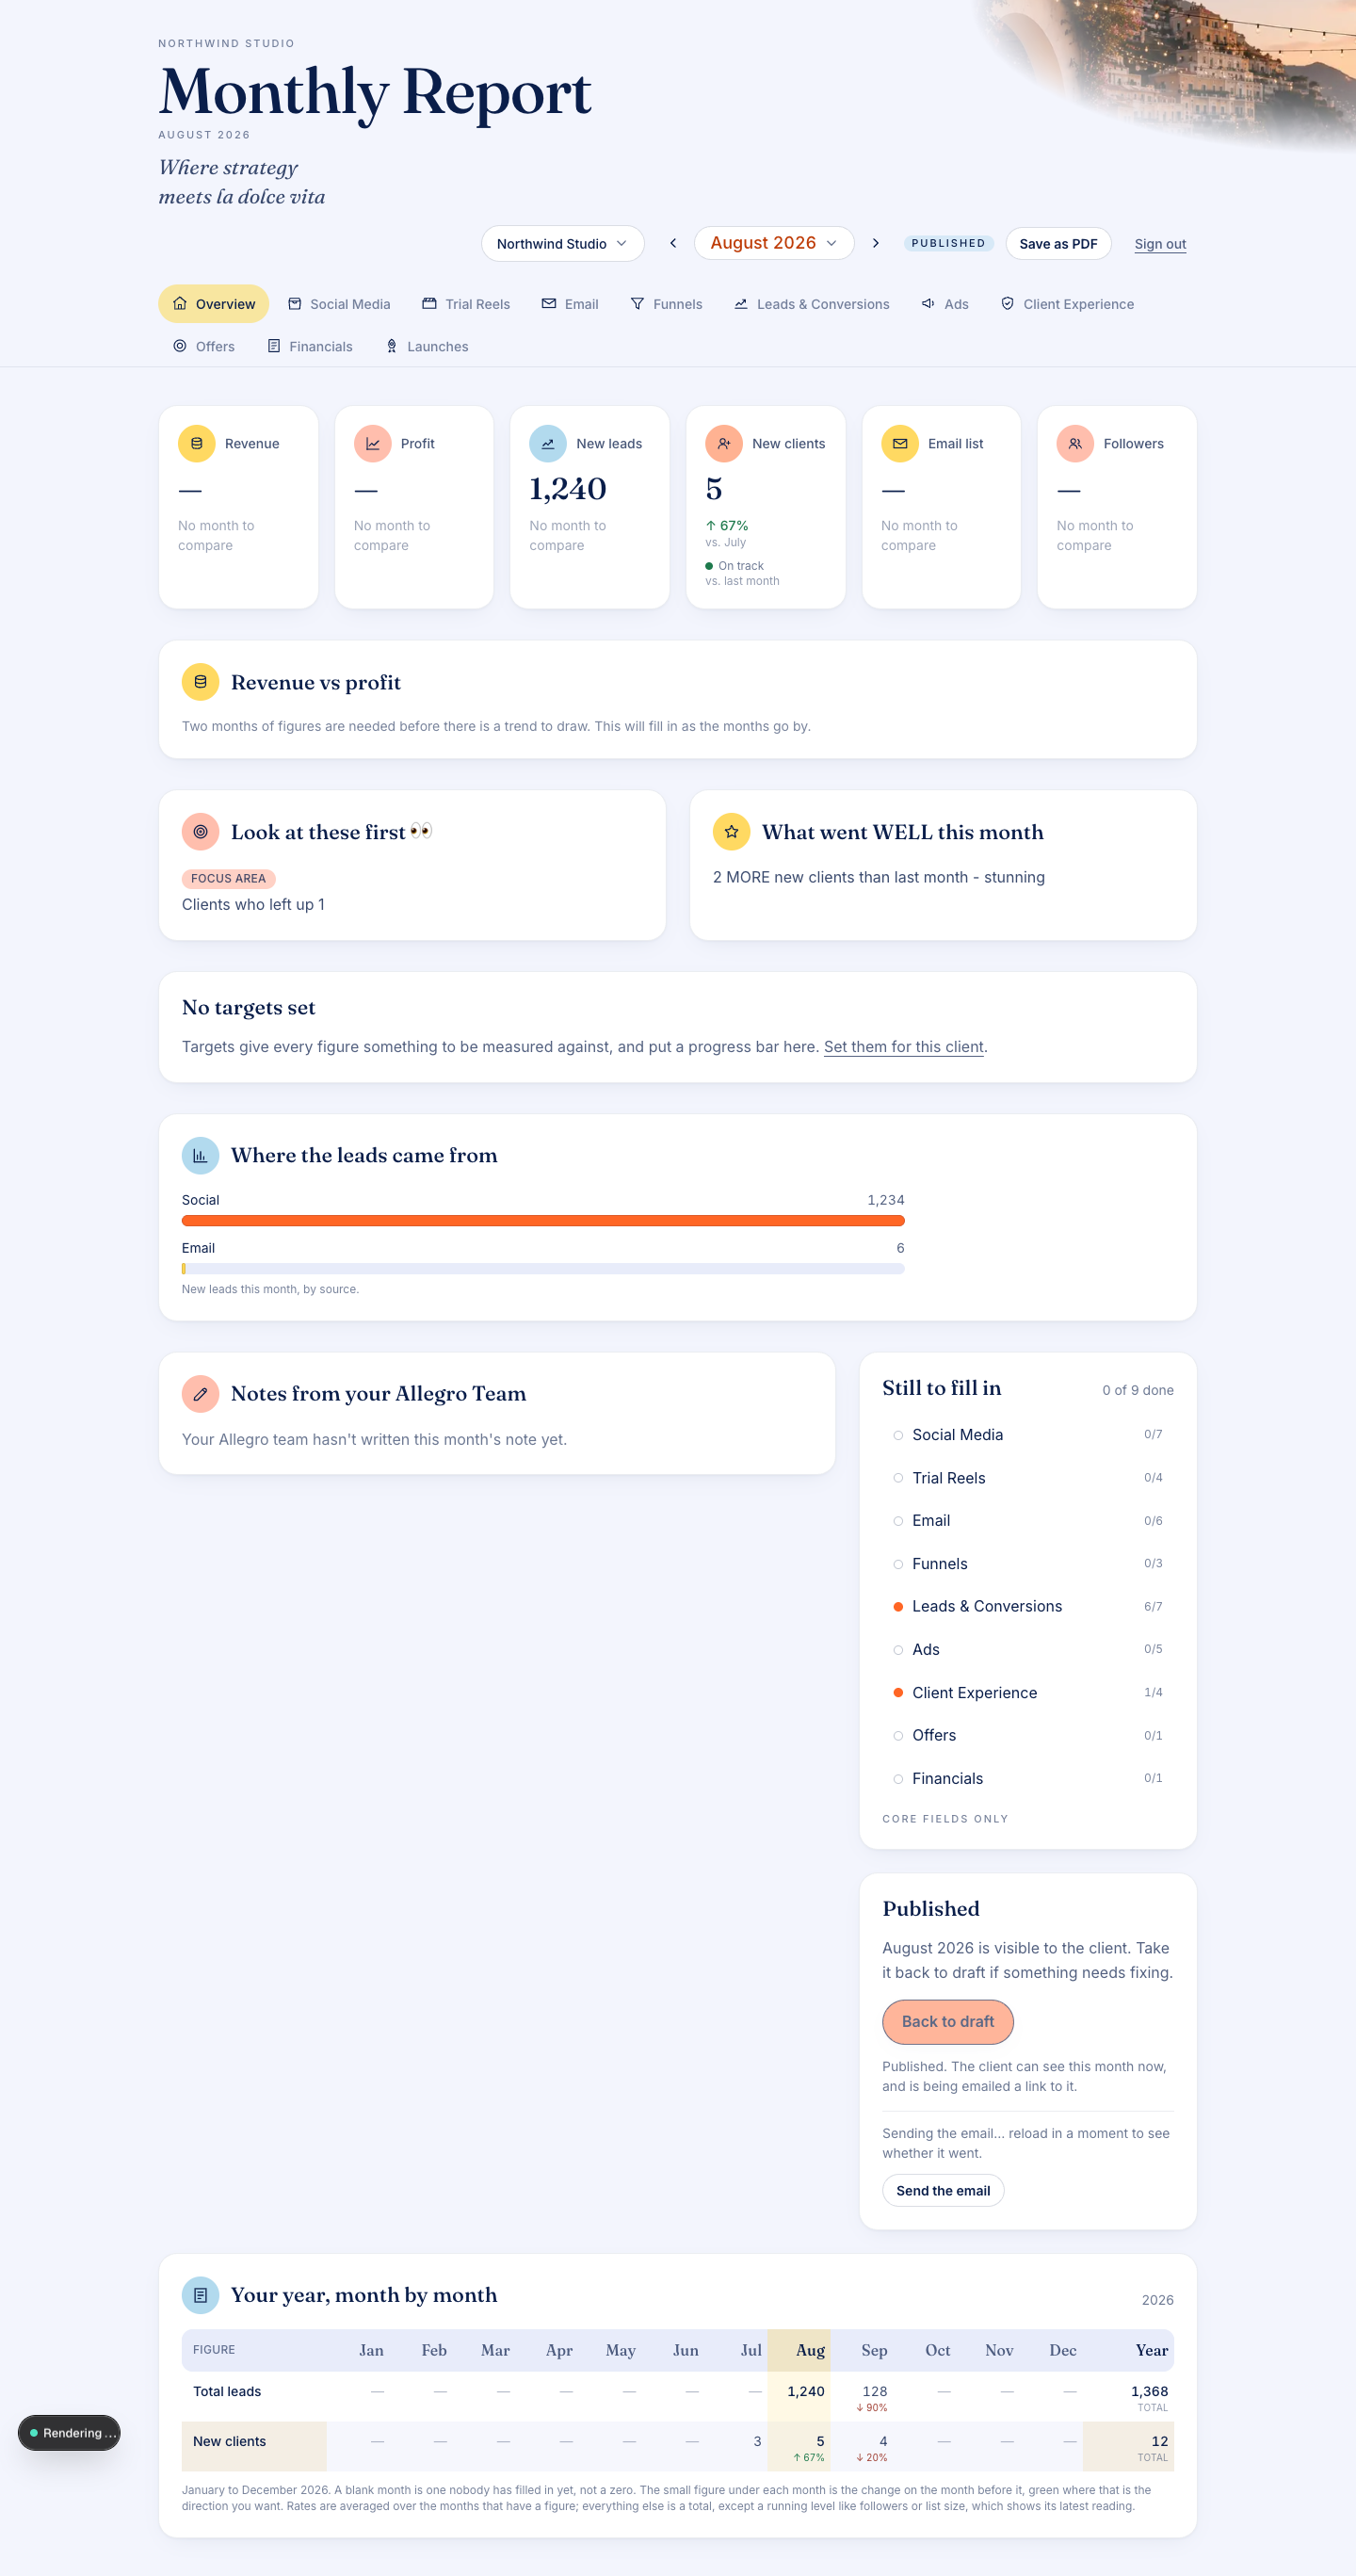 NORTHWIND STUDIO
Monthly Report
AUGUST 2026
Where strategy
meets la dolce vita
Northwind Studio
August 2026
PUBLISHED
Save as PDF
Sign out
Overview
Social Media
Trial Reels
Email
Funnels
Leads & Conversions
Ads
Client Experience
Offers
Financials
Launches
Revenue
—
No month to
compare
Profit
—
No month to
compare
New leads
1,240
No month to
compare
New clients
5
↑ 67%
vs. July
On track
vs. last month
Email list
—
No month to
compare
Followers
—
No month to
compare
Revenue vs profit
Two months of figures are needed before there is a trend to draw. This will fill in as the months go by.
Look at these first 👀
FOCUS AREA
Clients who left up 1
What went WELL this month
2 MORE new clients than last month - stunning
No targets set
Targets give every figure something to be measured against, and put a progress bar here. Set them for this client.
Where the leads came from
Social 1,234
Email 6
New leads this month, by source.
Notes from your Allegro Team
Your Allegro team hasn't written this month's note yet.
Still to fill in 0 of 9 done
Social Media 0/7
Trial Reels 0/4
Email 0/6
Funnels 0/3
Leads & Conversions 6/7
Ads 0/5
Client Experience 1/4
Offers 0/1
Financials 0/1
CORE FIELDS ONLY
Published
August 2026 is visible to the client. Take
it back to draft if something needs fixing.
Back to draft
Published. The client can see this month now,
and is being emailed a link to it.
Sending the email... reload in a moment to see
whether it went.
Send the email
Your year, month by month 2026
FIGURE Jan Feb Mar Apr May Jun Jul Aug Sep Oct Nov Dec Year
Total leads — — — — — — — 1,240 128 — — — 1,368
↓ 90% TOTAL
Rendering ...
New clients — — — — — — 3 5 4 — — — 12
↑ 67% ↓ 20% TOTAL
January to December 2026. A blank month is one nobody has filled in yet, not a zero. The small figure under each month is the change on the month before it, green where that is the
direction you want. Rates are averaged over the months that have a figure; everything else is a total, except a running level like followers or list size, which shows its latest reading.